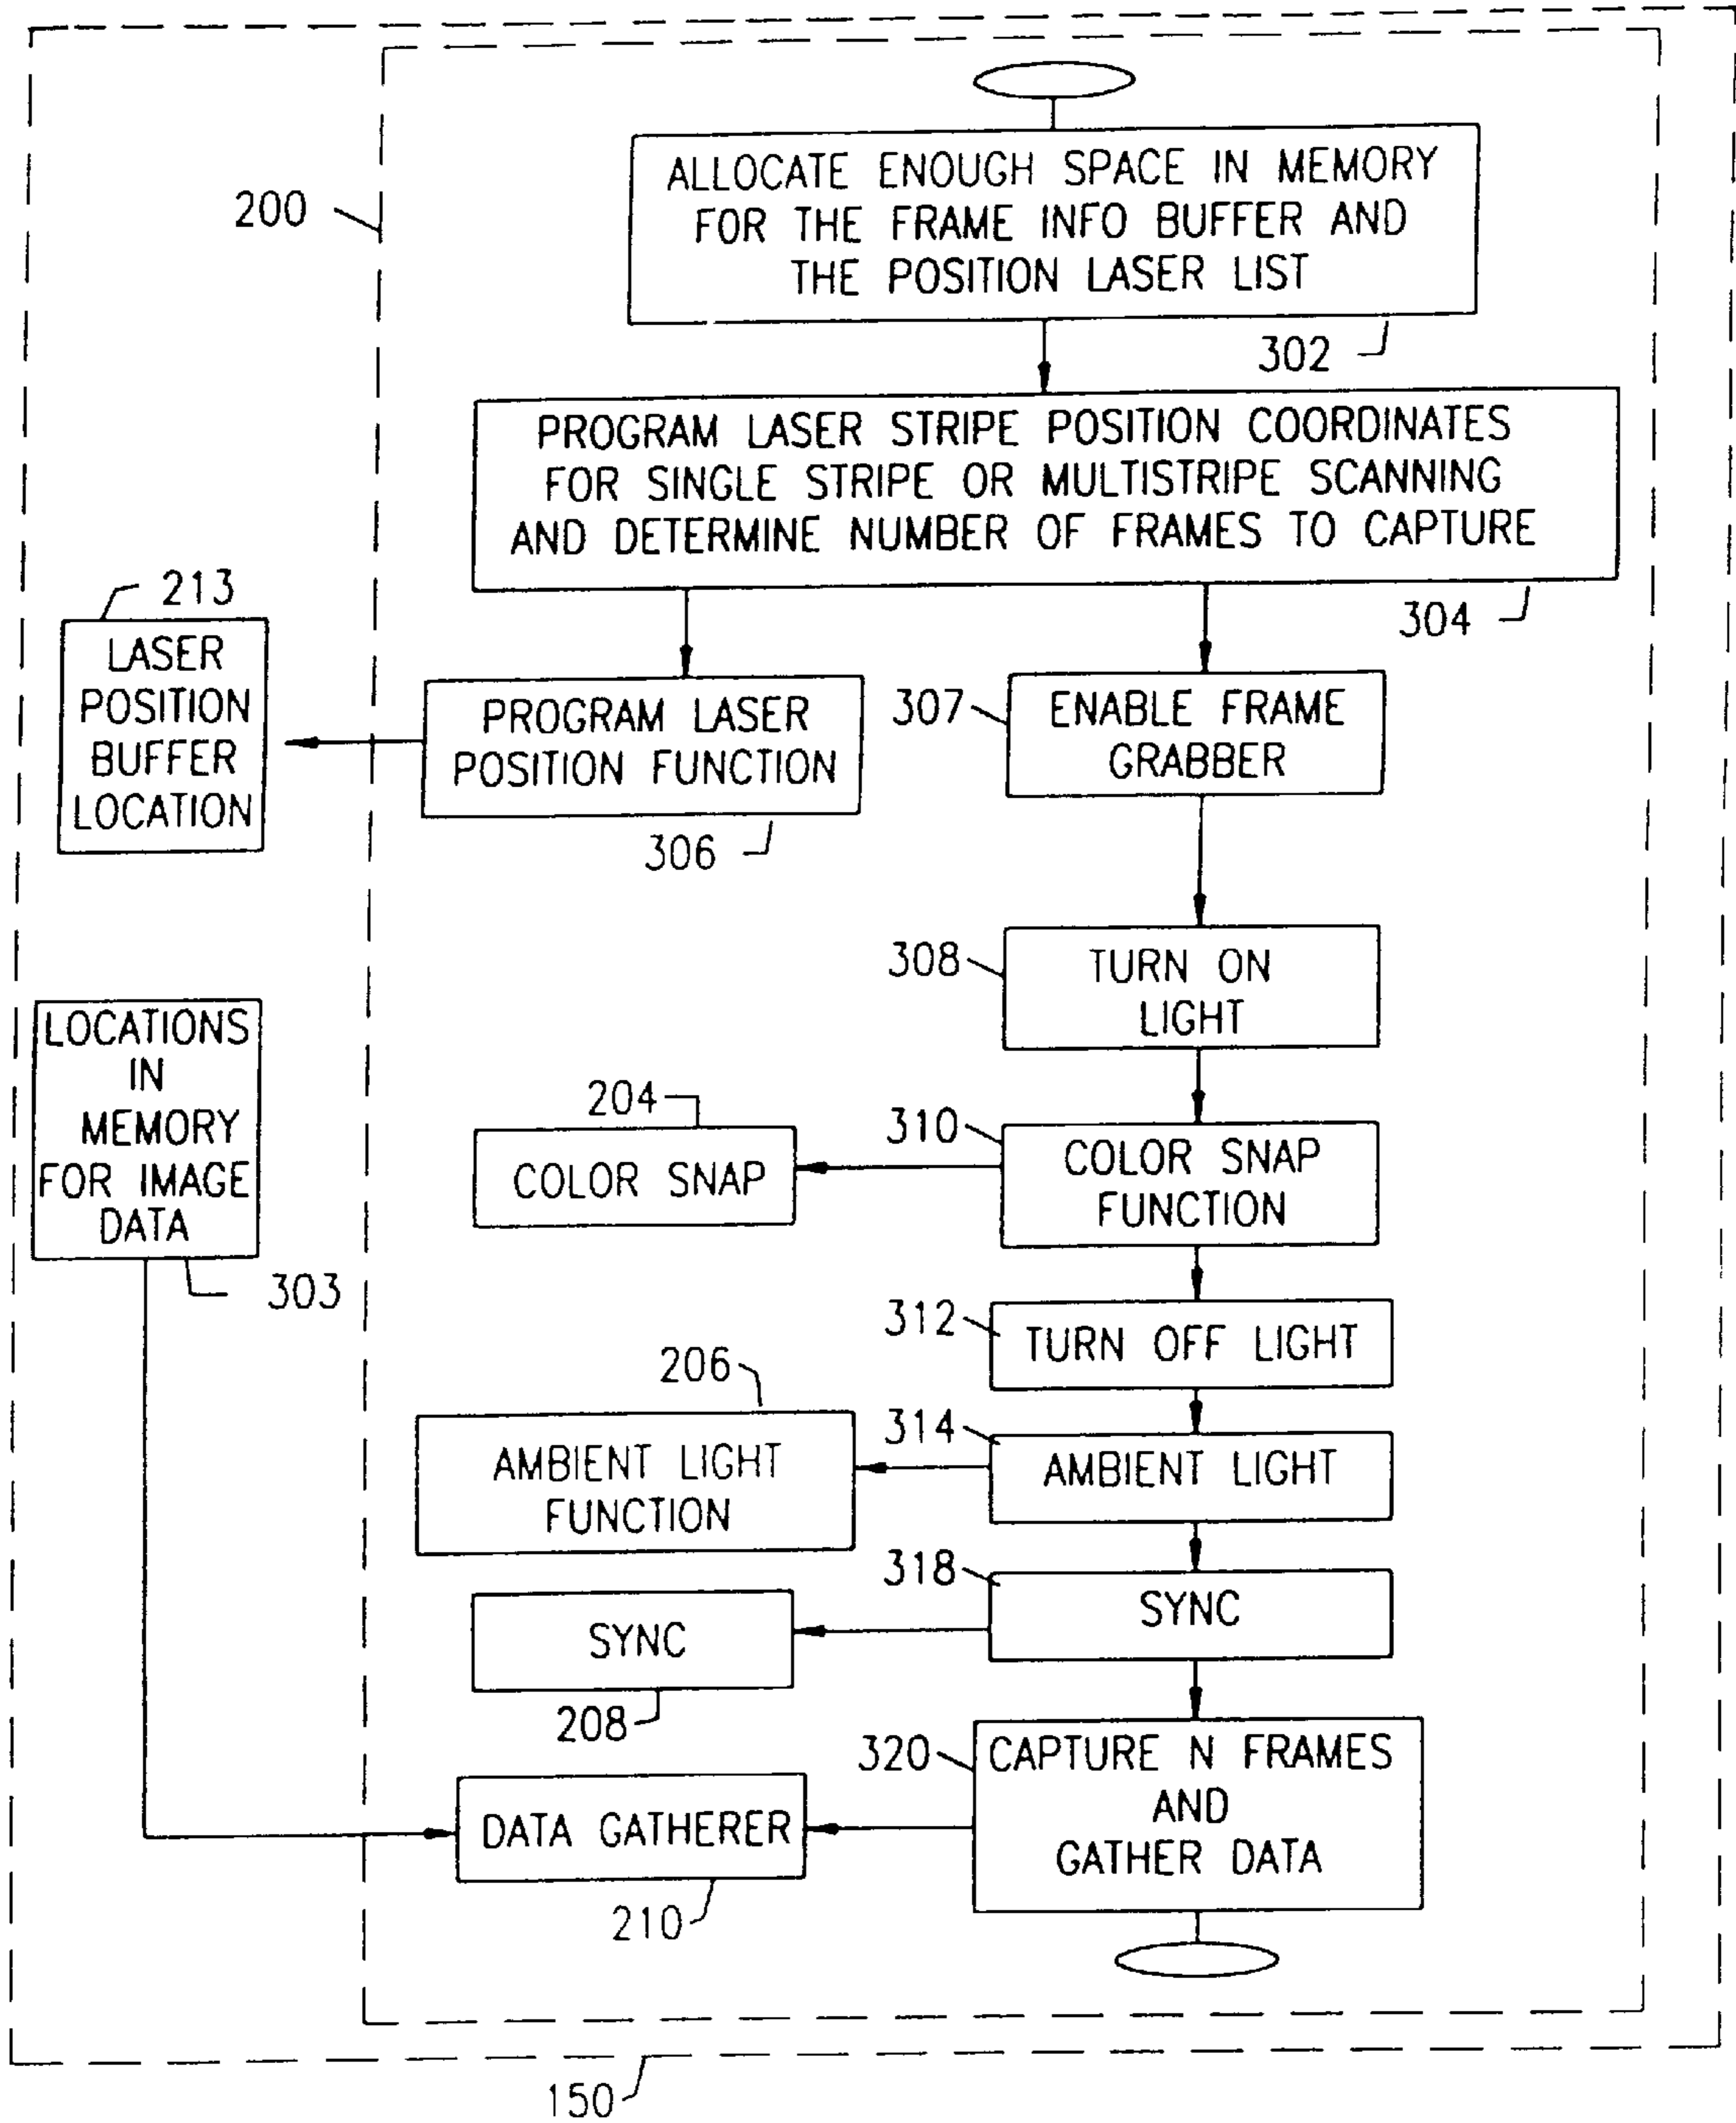 ALLOCATE ENOUGH SPACE IN MEMORY
FOR THE FRAME INFO BUFFER AND
THE POSITION LASER LIST
200
302
PROGRAM LASER STRIPE POSITION COORDINATES
FOR SINGLE STRIPE OR MULTISTRIPE SCANNING
AND DETERMINE NUMBER OF FRAMES TO CAPTURE
304
213
LASER
POSITION
BUFFER
LOCATION
PROGRAM LASER
POSITION FUNCTION
306
307
ENABLE FRAME
GRABBER
308
TURN ON
LIGHT
LOCATIONS
IN
MEMORY
FOR IMAGE
DATA
303
204
COLOR SNAP
310
COLOR SNAP
FUNCTION
312
TURN OFF LIGHT
206
AMBIENT LIGHT
FUNCTION
314
AMBIENT LIGHT
318
SYNC
SYNC
208
320
CAPTURE N FRAMES
AND
GATHER DATA
DATA GATHERER
210
150